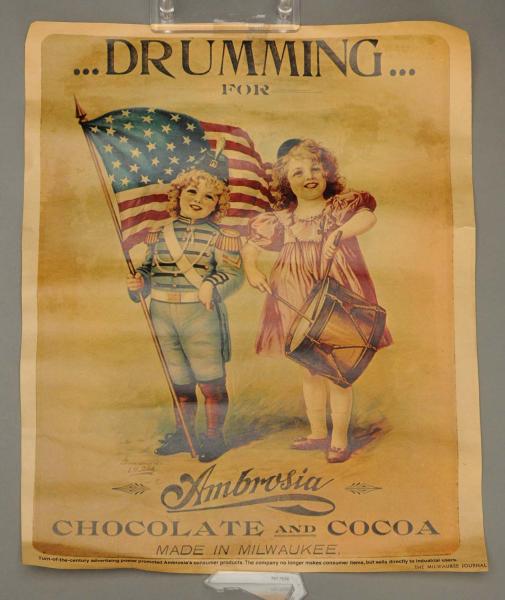 ...DRUMMING...
FOR
Ambrosia
CHOCOLATE AND COCOA
MADE IN MILWAUKEE.
Turn-of-the-century advertising poster promoted Ambrosia's consumer products. The company no longer makes consumer items, but sells directly to industrial users.
THE MILWAUKEE JOURNAL